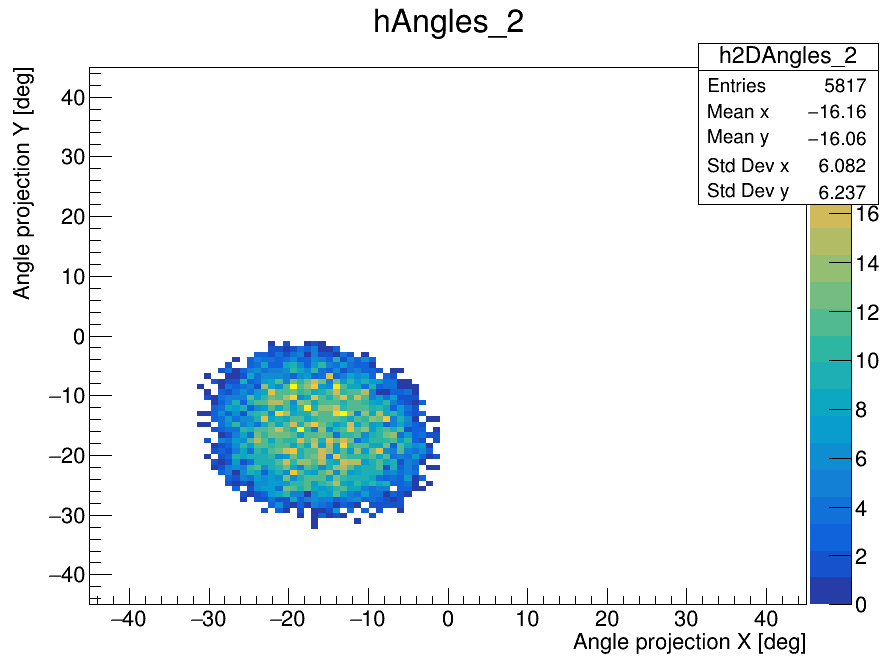 hAngles_2
h2DAngles_2
Entries 5817
Mean x −16.16
Mean y −16.06
Std Dev x 6.082
Std Dev y 6.237
Angle projection Y [deg]
40
30
20
10
0
−10
−20
−30
−40
−40 −30 −20 −10 0 10 20 30 40
Angle projection X [deg]
16
14
12
10
8
6
4
2
0